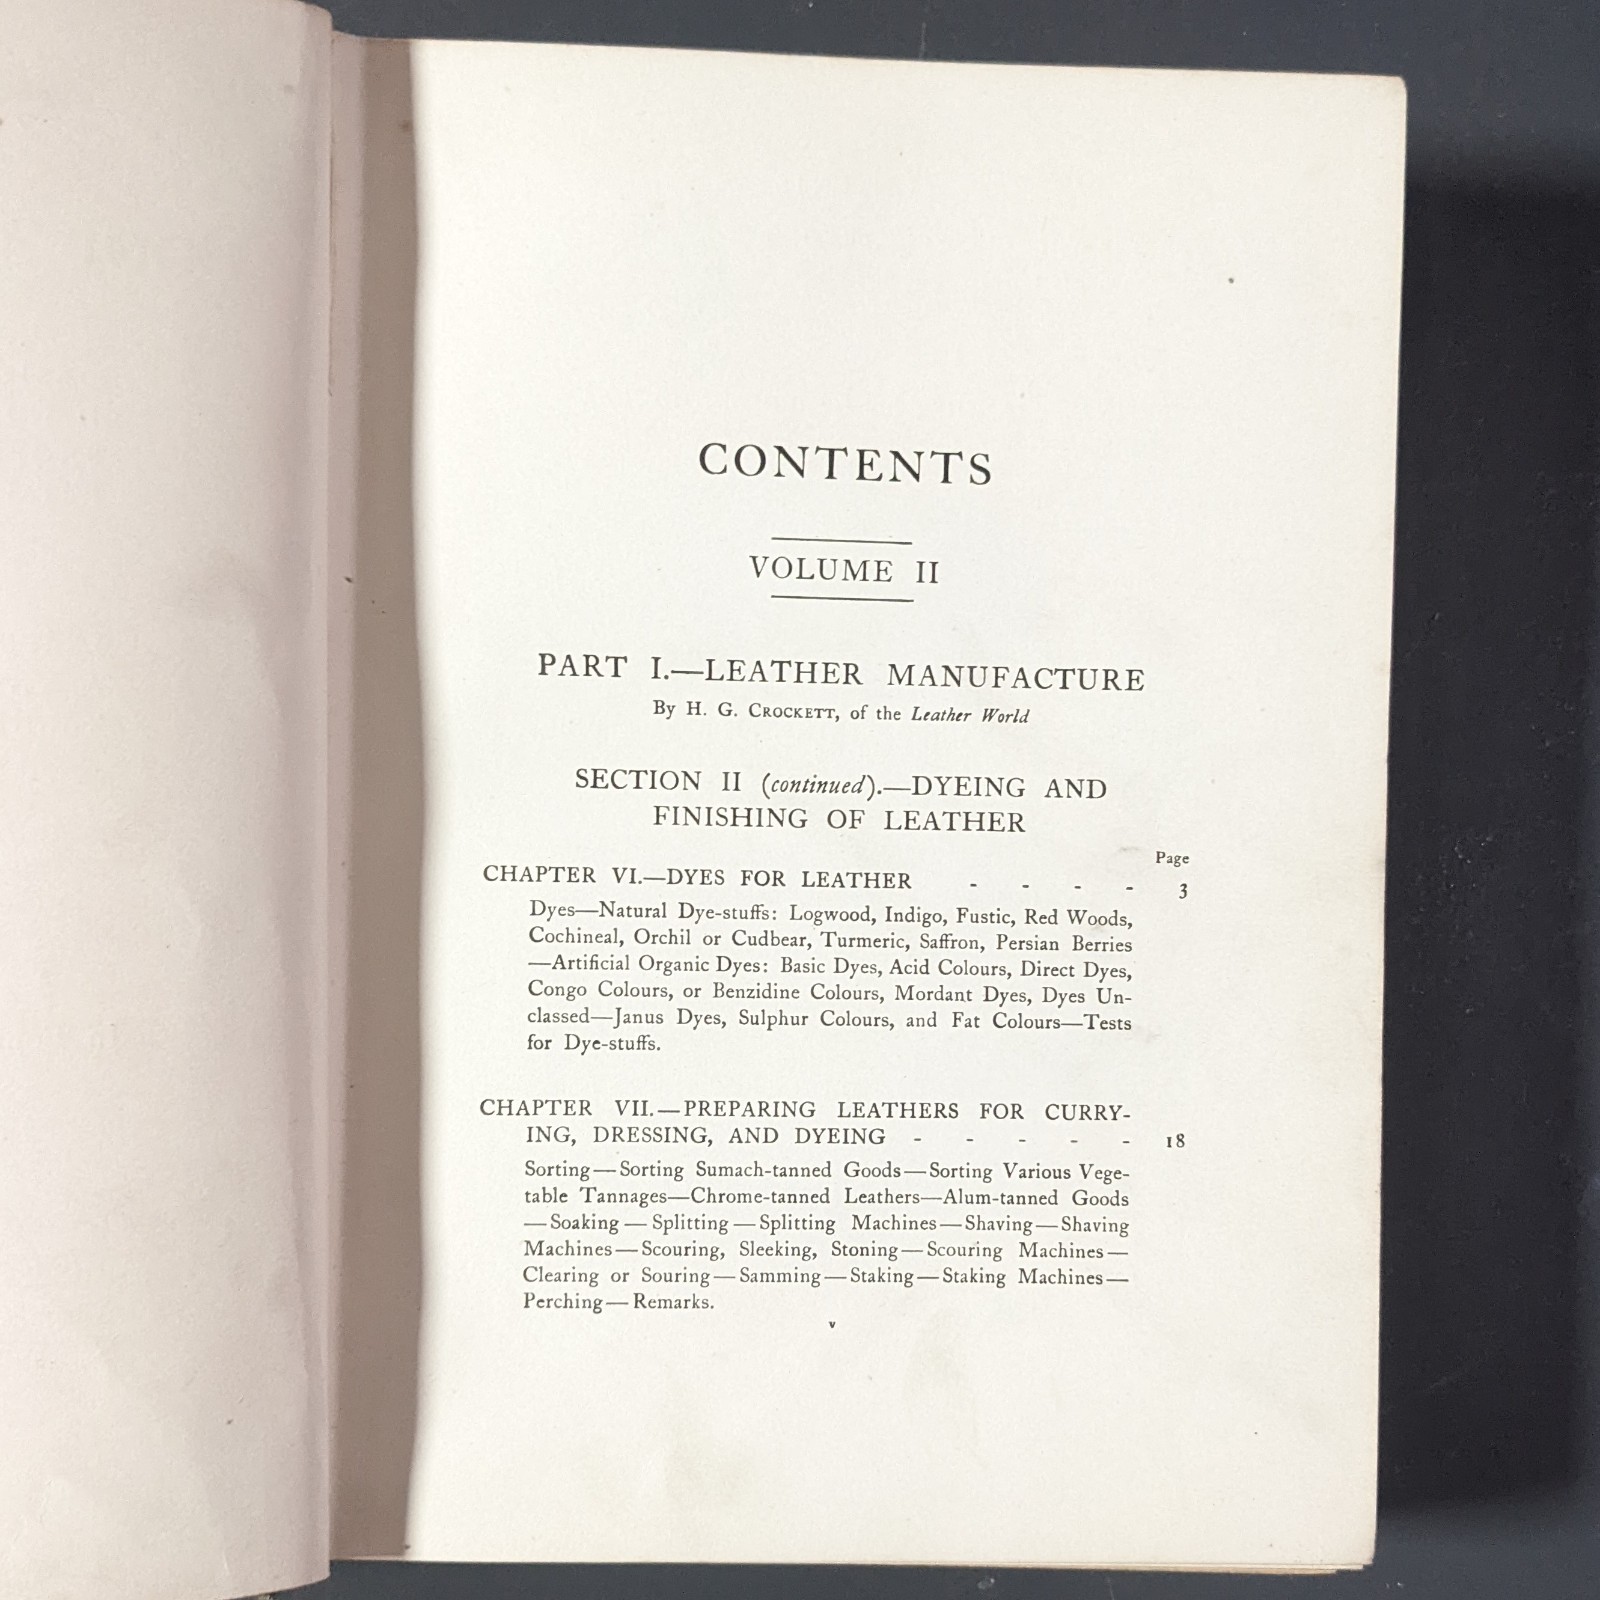 CONTENTS
VOLUME II
PART I.—LEATHER MANUFACTURE
By H. G. CROCKETT, of the Leather World
SECTION II (continued).—DYEING AND
FINISHING OF LEATHER
Page
CHAPTER VI.—DYES FOR LEATHER - - - - 3
Dyes—Natural Dye-stuffs: Logwood, Indigo, Fustic, Red Woods,
Cochineal, Orchil or Cudbear, Turmeric, Saffron, Persian Berries
—Artificial Organic Dyes: Basic Dyes, Acid Colours, Direct Dyes,
Congo Colours, or Benzidine Colours, Mordant Dyes, Dyes Un-
classed—Janus Dyes, Sulphur Colours, and Fat Colours—Tests
for Dye-stuffs.
CHAPTER VII.—PREPARING LEATHERS FOR CURRY-
ING, DRESSING, AND DYEING - - - - - 18
Sorting—Sorting Sumach-tanned Goods—Sorting Various Vege-
table Tannages—Chrome-tanned Leathers—Alum-tanned Goods
—Soaking—Splitting—Splitting Machines—Shaving—Shaving
Machines—Scouring, Sleeking, Stoning—Scouring Machines—
Clearing or Souring—Samming—Staking—Staking Machines—
Perching—Remarks.
v